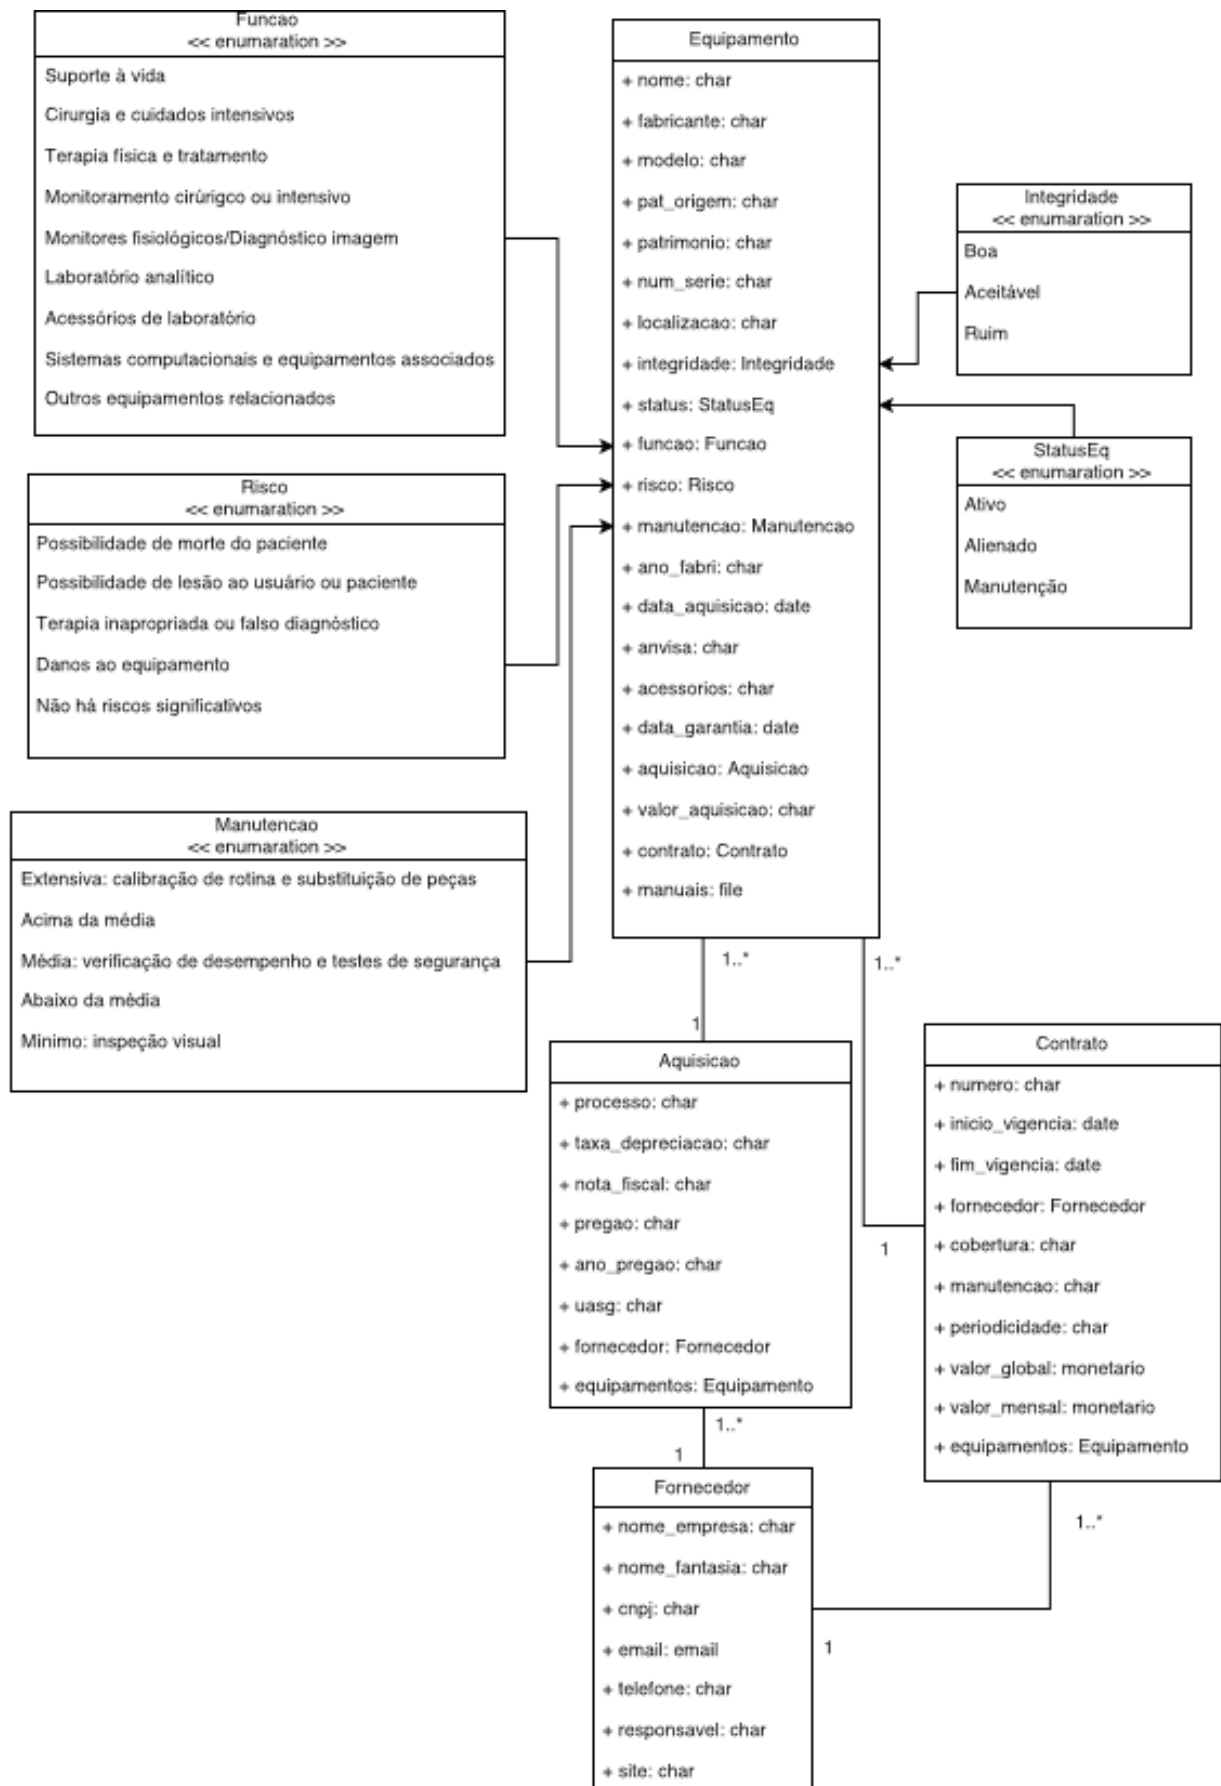 Funcao
<< enumaration >>
Suporte à vida
Cirurgia e cuidados intensivos
Terapia física e tratamento
Monitoramento cirúrigco ou intensivo
Monitores fisiológicos/Diagnóstico imagem
Laboratório analítico
Acessórios de laboratório
Sistemas computacionais e equipamentos associados
Outros equipamentos relacionados
Risco
<< enumaration >>
Possibilidade de morte do paciente
Possibilidade de lesão ao usuário ou paciente
Terapia inapropriada ou falso diagnóstico
Danos ao equipamento
Não há riscos significativos
Manutencao
<< enumaration >>
Extensiva: calibração de rotina e substituição de peças
Acima da média
Média: verificação de desempenho e testes de segurança
Abaixo da média
Mínimo: inspeção visual
Equipamento
+ nome: char
+ fabricante: char
+ modelo: char
+ pat_origem: char
+ patrimonio: char
+ num_serie: char
+ localizacao: char
+ integridade: Integridade
+ status: StatusEq
+ funcao: Funcao
+ risco: Risco
+ manutencao: Manutencao
+ ano_fabri: char
+ data_aquisicao: date
+ anvisa: char
+ acessorios: char
+ data_garantia: date
+ aquisicao: Aquisicao
+ valor_aquisicao: char
+ contrato: Contrato
+ manuais: file
Integridade
<< enumaration >>
Boa
Aceitável
Ruim
StatusEq
<< enumaration >>
Ativo
Alienado
Manutenção
1..*
1..*
1
1
Aquisicao
+ processo: char
+ taxa_depreciacao: char
+ nota_fiscal: char
+ pregao: char
+ ano_pregao: char
+ uasg: char
+ fornecedor: Fornecedor
+ equipamentos: Equipamento
Contrato
+ numero: char
+ inicio_vigencia: date
+ fim_vigencia: date
+ fornecedor: Fornecedor
+ cobertura: char
+ manutencao: char
+ periodicidade: char
+ valor_global: monetario
+ valor_mensal: monetario
+ equipamentos: Equipamento
1..*
1
1..*
1
Fornecedor
+ nome_empresa: char
+ nome_fantasia: char
+ cnpj: char
+ email: email
+ telefone: char
+ responsavel: char
+ site: char